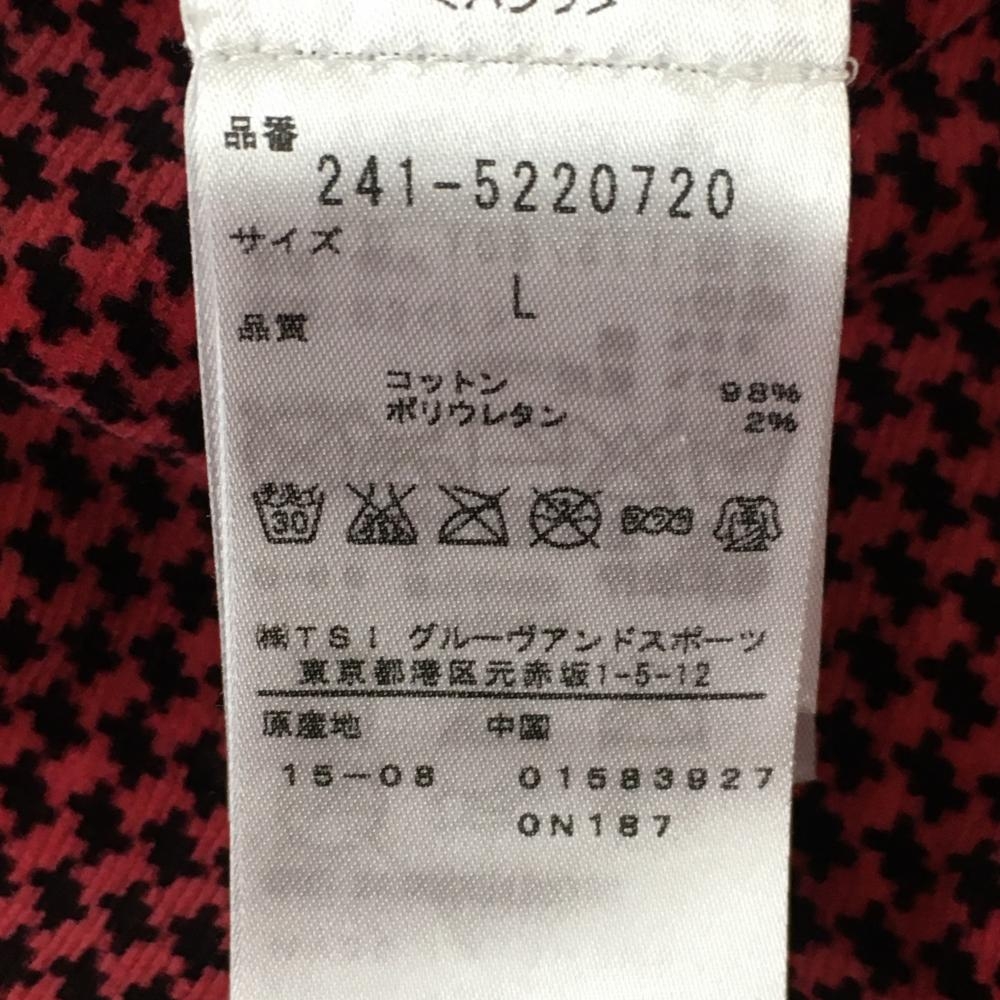 品番
241-5220720
サイズ
L
品質
コットン 98%
ポリウレタン 2%
30
㈱TSI グルーヴアンドスポーツ
東京都港区元赤坂1-5-12
原産地 中国
15-08 01583927
0N187